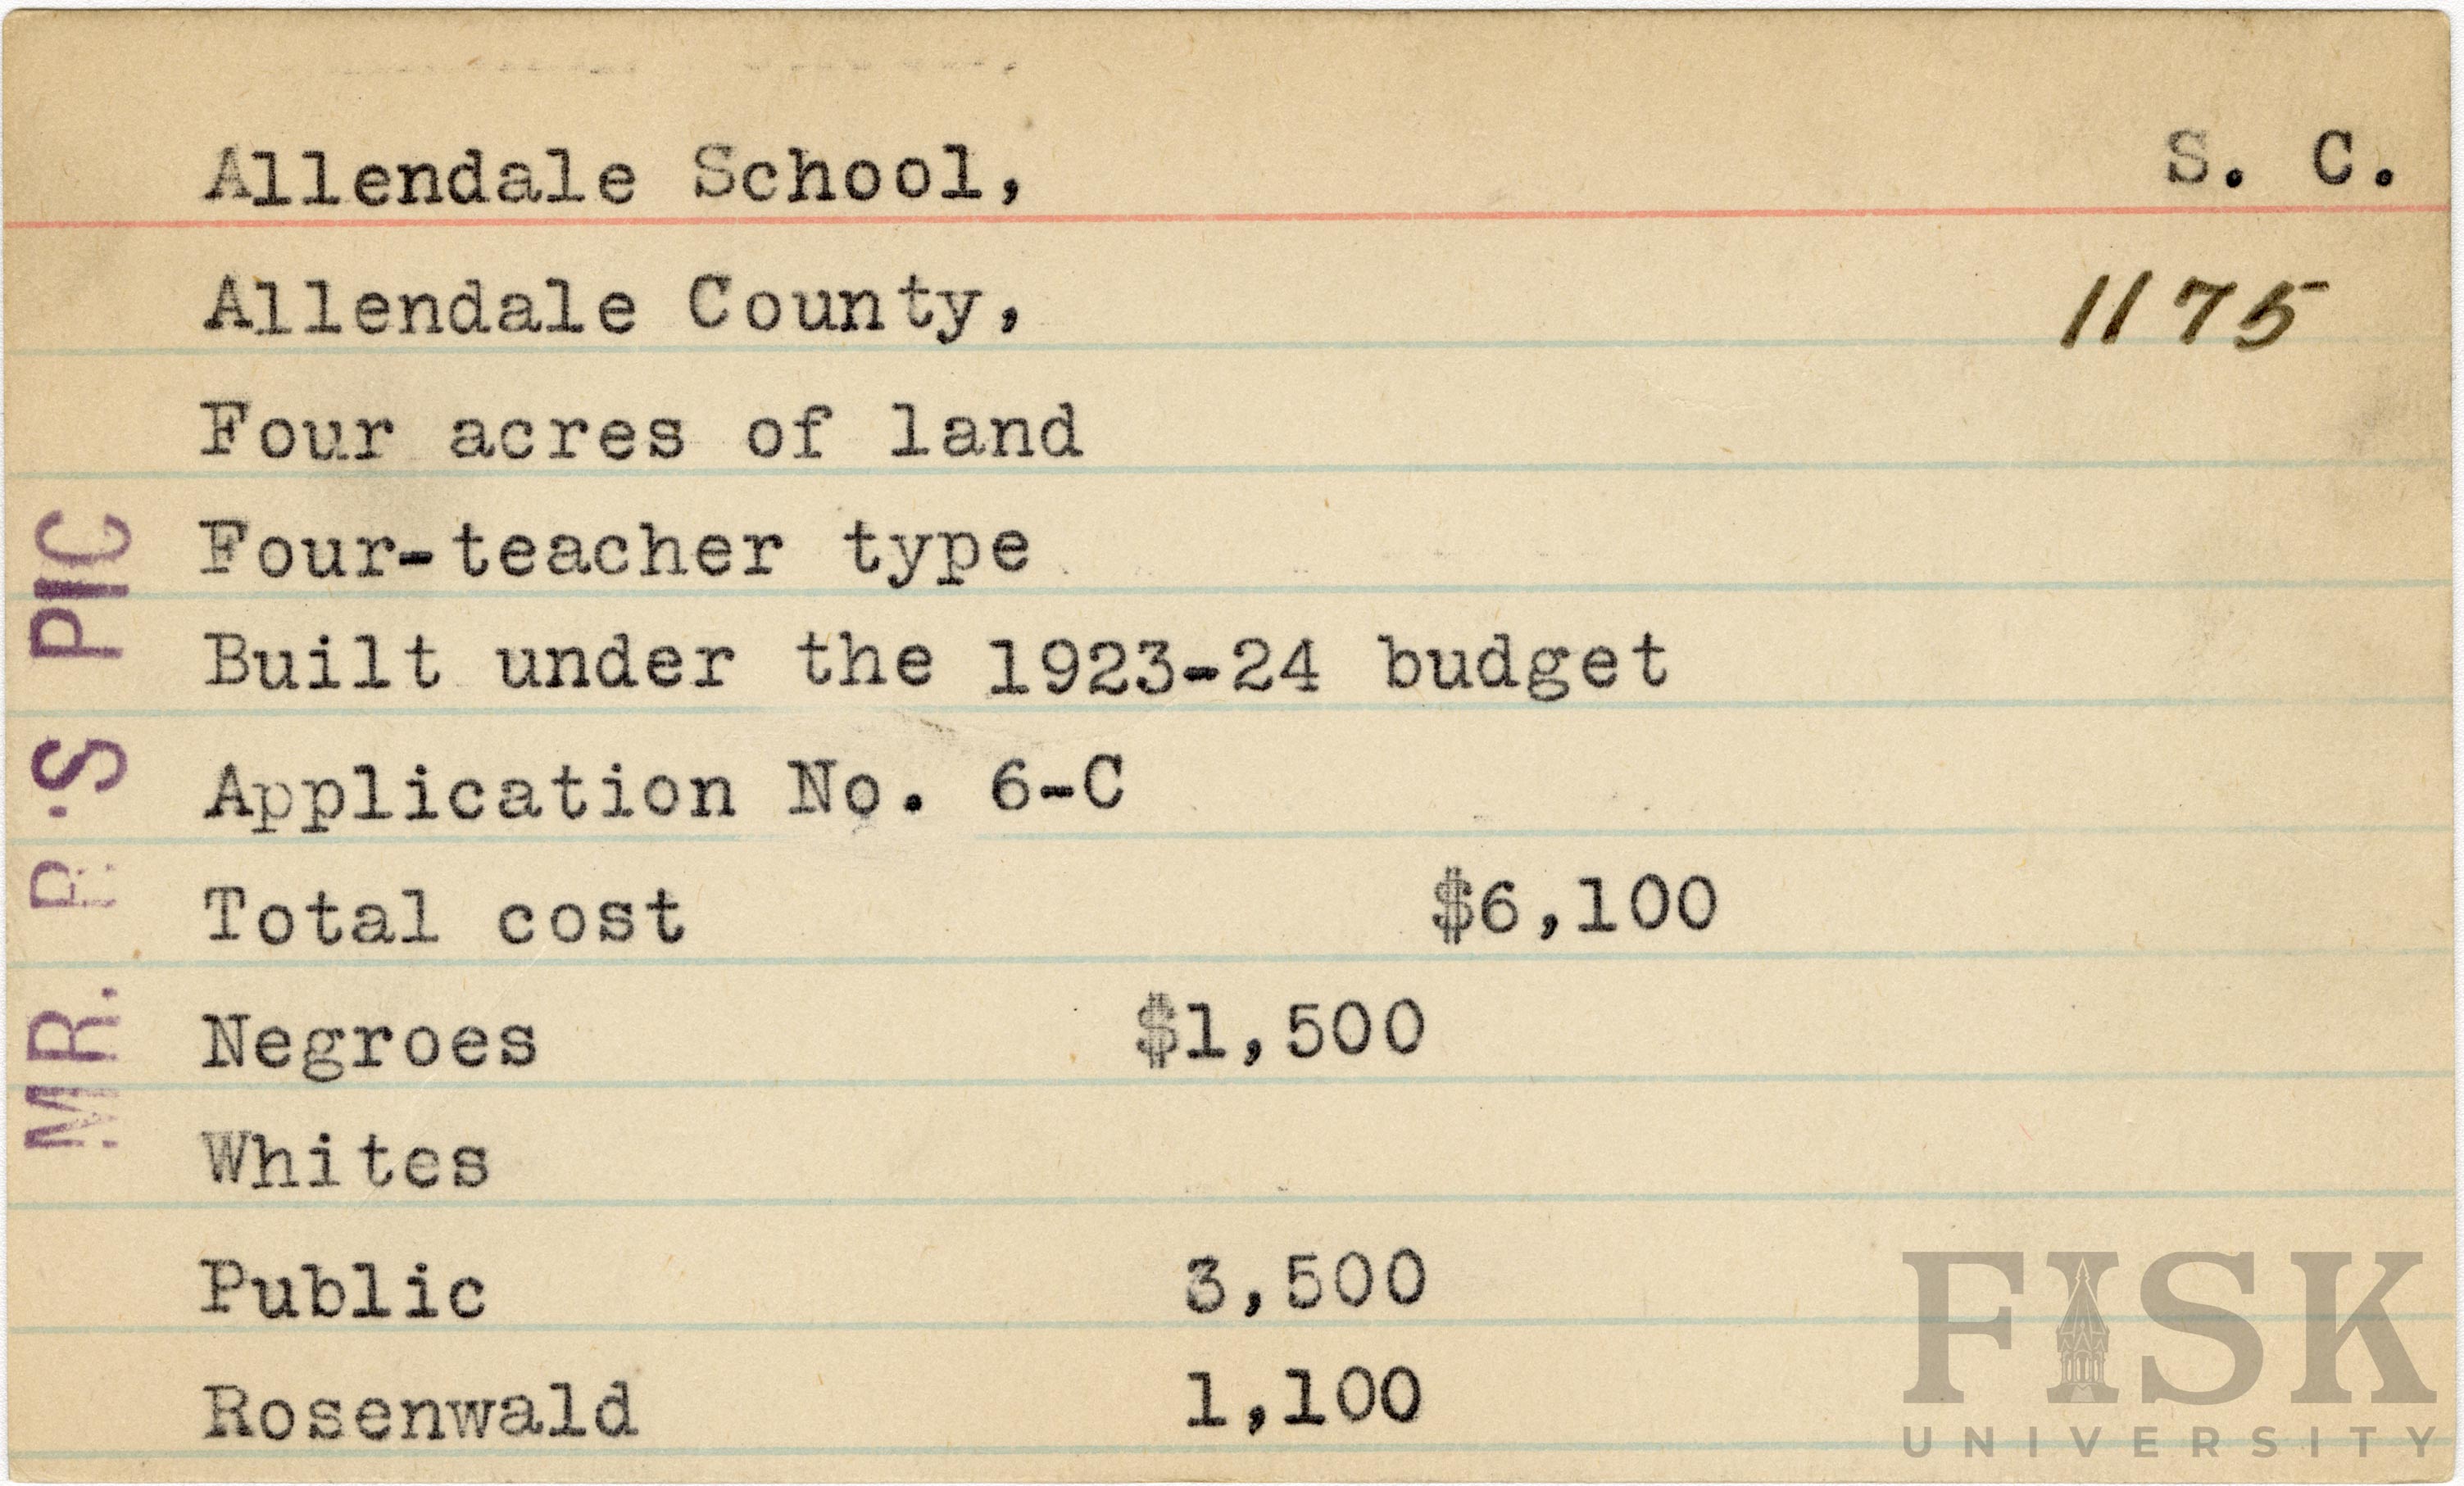 Allendale School, S. C.
Allendale County, 1175
Four acres of land
Four-teacher type
Built under the 1923-24 budget
Application No. 6-C
Total cost $6,100
Negroes $1,500
Whites
Public 3,500
Rosenwald 1,100
MR. R.'S PIC
FISK
UNIVERSITY